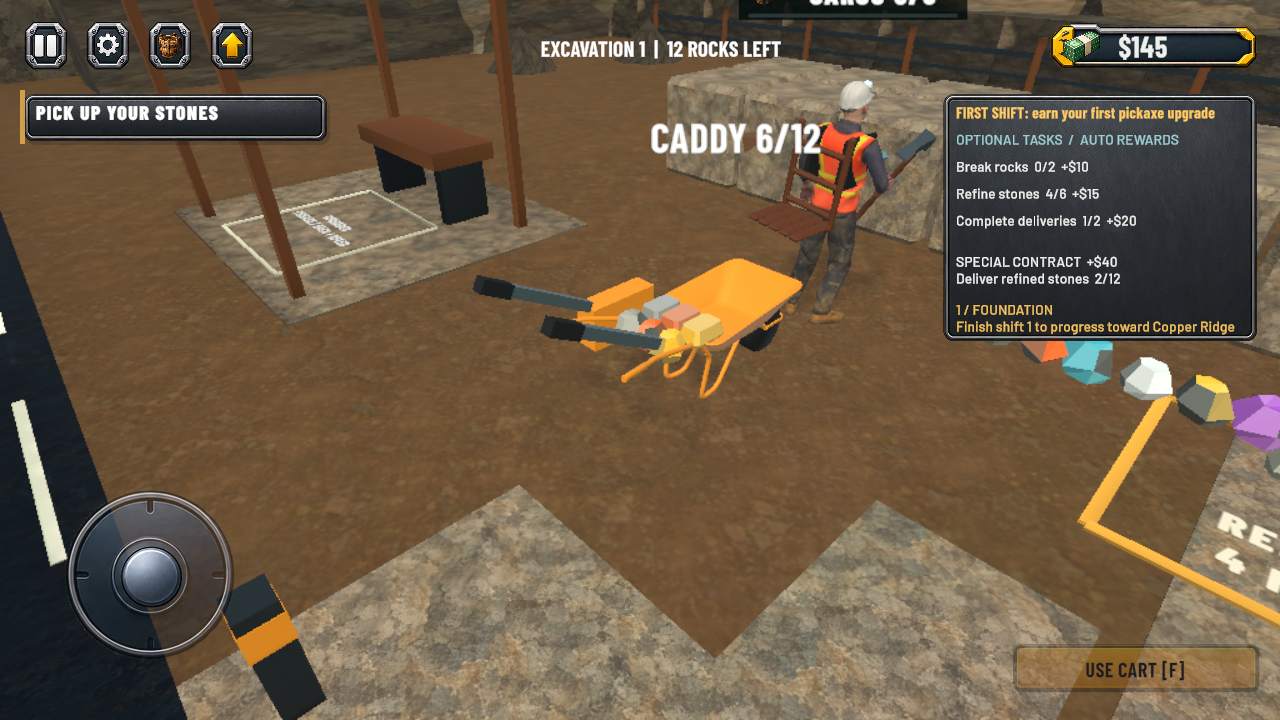 EXCAVATION 1 | 12 ROCKS LEFT
$145
PICK UP YOUR STONES
CADDY 6/12
FIRST SHIFT: earn your first pickaxe upgrade
OPTIONAL TASKS / AUTO REWARDS
Break rocks 0/2 +$10
Refine stones 4/6 +$15
Complete deliveries 1/2 +$20
SPECIAL CONTRACT +$40
Deliver refined stones 2/12
1 / FOUNDATION
Finish shift 1 to progress toward Copper Ridge
RE
4
USE CART [F]